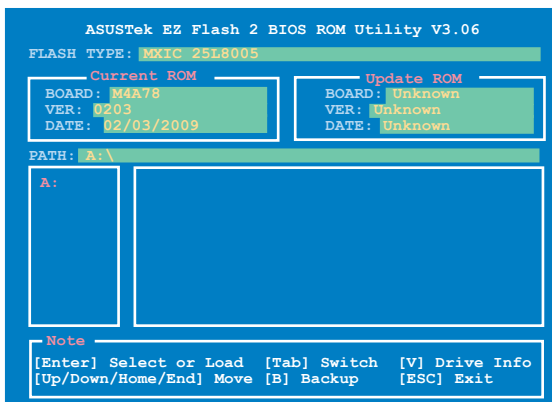 ASUSTek EZ Flash 2 BIOS ROM Utility V3.06
FLASH TYPE: MXIC 25L8005
Current ROM
BOARD: M4A78
VER: 0203
DATE: 02/03/2009
Update ROM
BOARD: Unknown
VER: Unknown
DATE: Unknown
PATH: A:\
A:
Note
[Enter] Select or Load [Tab] Switch [V] Drive Info
[Up/Down/Home/End] Move [B] Backup [ESC] Exit